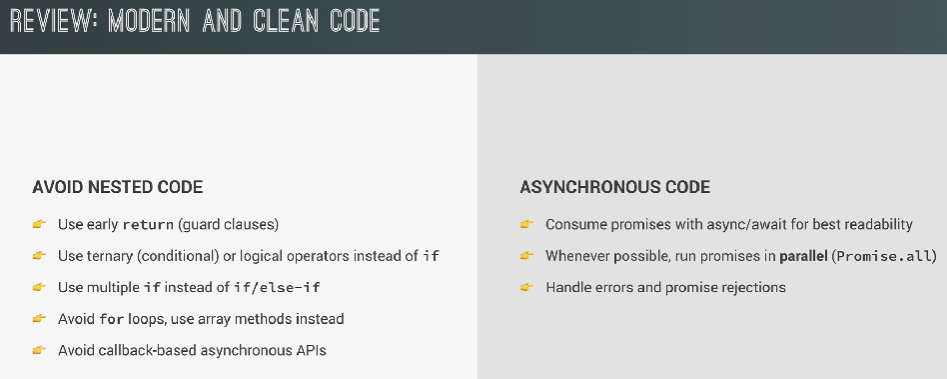 REVIEW: MODERN AND CLEAN CODE
AVOID NESTED CODE
Use early return (guard clauses)
Use ternary (conditional) or logical operators instead of if
Use multiple if instead of if/else-if
Avoid for loops, use array methods instead
Avoid callback-based asynchronous APIs
ASYNCHRONOUS CODE
Consume promises with async/await for best readability
Whenever possible, run promises in parallel (Promise.all)
Handle errors and promise rejections